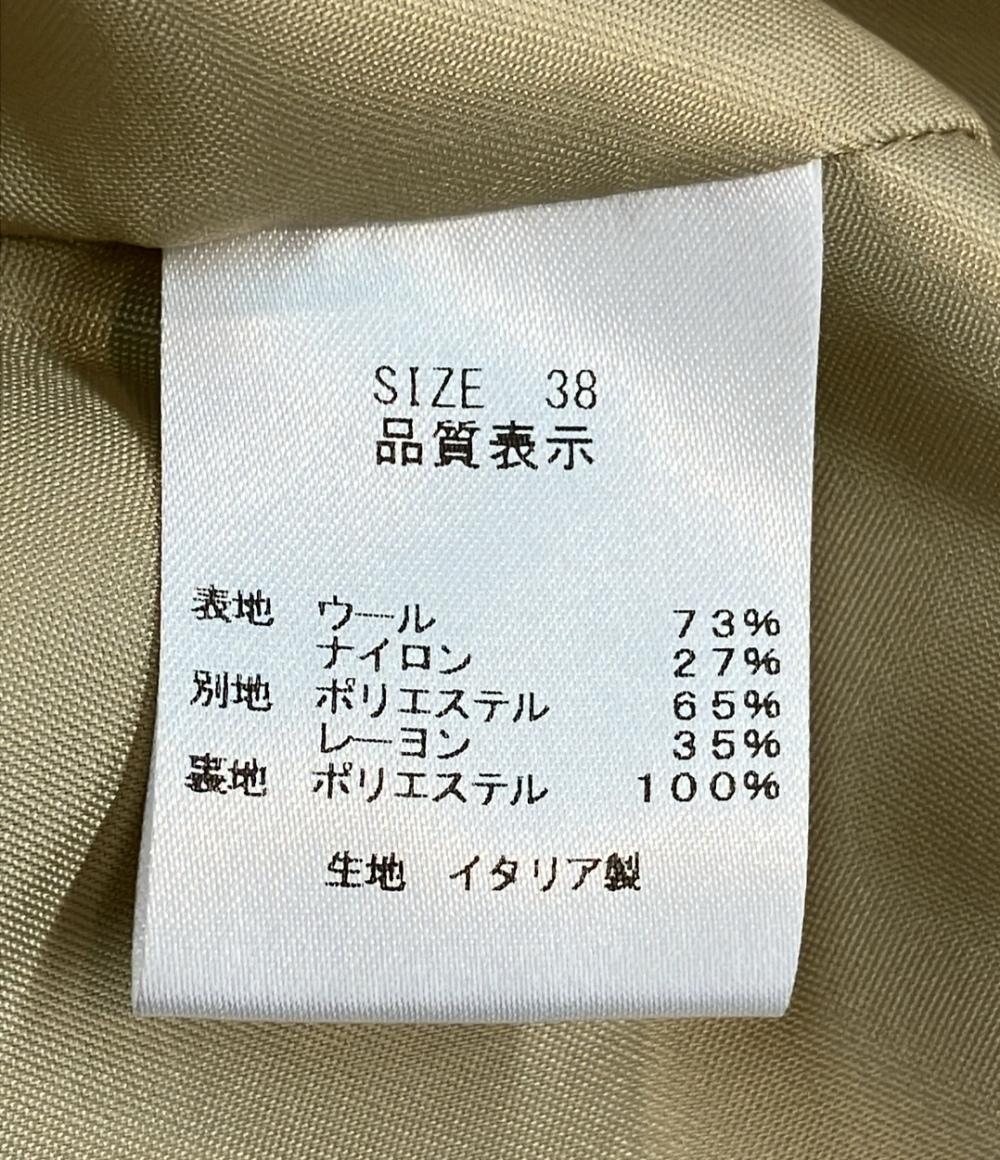 SIZE 38
品質表示
表地 ウール 73%
ナイロン 27%
別地 ポリエステル 65%
レーヨン 35%
裏地 ポリエステル 100%
生地 イタリア製